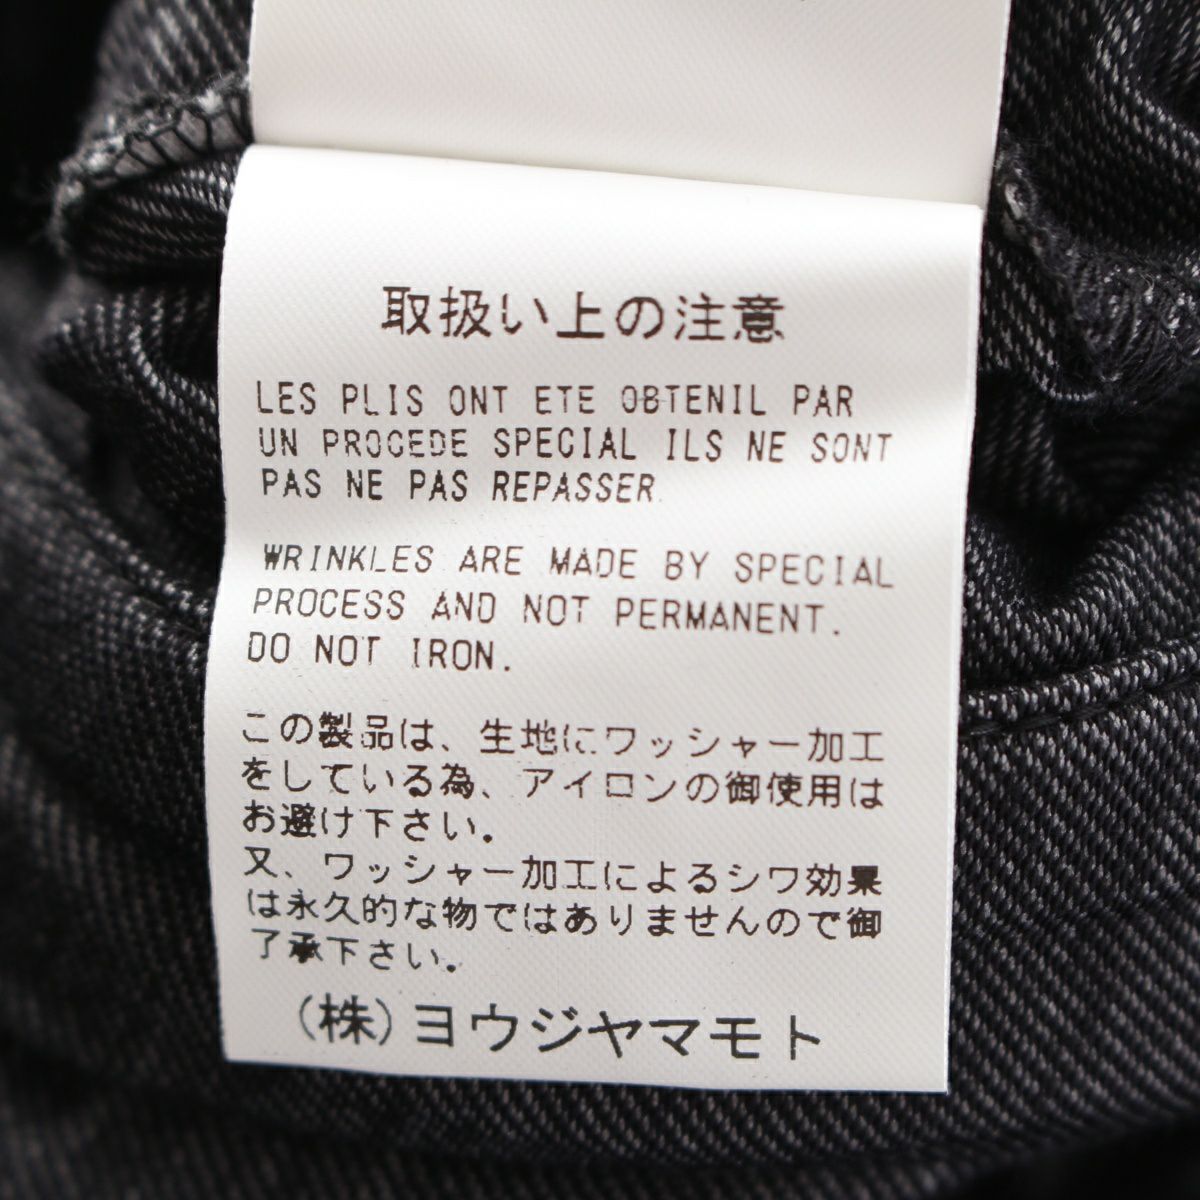 取扱い上の注意
LES PLIS ONT ETE OBTENIL PAR
UN PROCEDE SPECIAL ILS NE SONT
PAS NE PAS REPASSER
WRINKLES ARE MADE BY SPECIAL
PROCESS AND NOT PERMANENT.
DO NOT IRON.
この製品は、生地にワッシャー加工
をしている為、アイロンの御使用は
お避け下さい。
又、ワッシャー加工によるシワ効果
は永久的な物ではありませんので御
了承下さい。
(株)ヨウジヤマモト